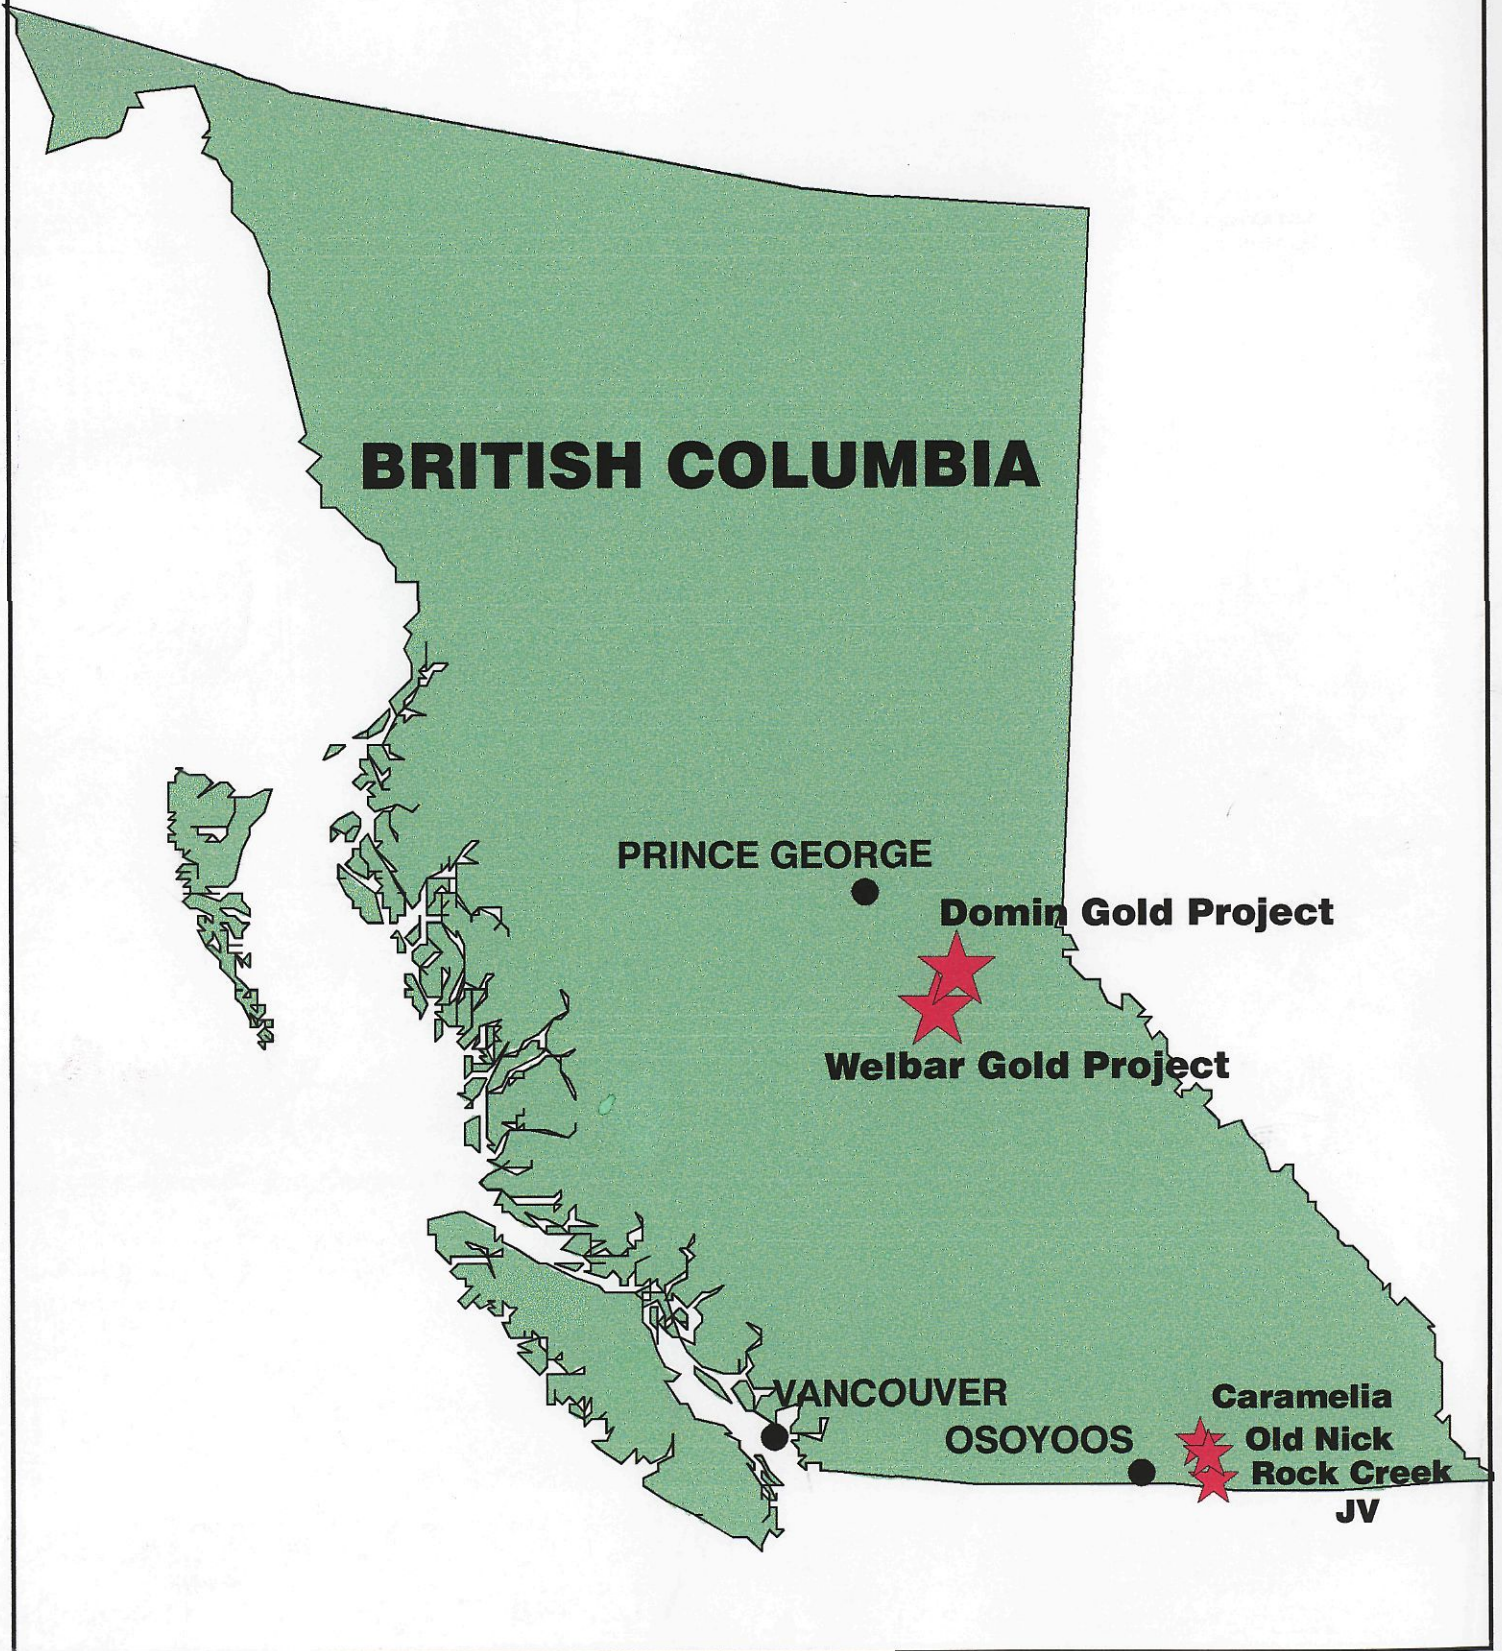 BRITISH COLUMBIA
PRINCE GEORGE
Domin Gold Project
Welbar Gold Project
VANCOUVER
Caramelia
OSOYOOS
Old Nick
Rock Creek
JV